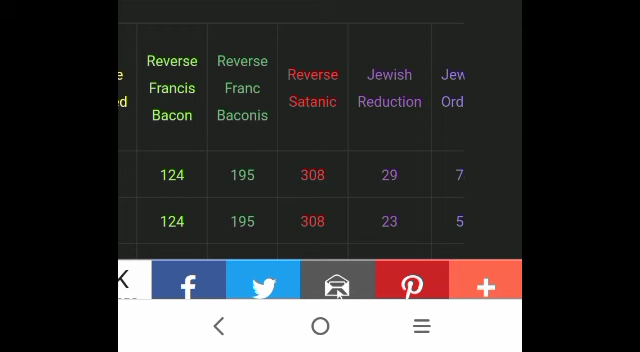 Reverse Francis Bacon
Reverse Franc Baconis
Reverse Satanic
Jewish Reduction
124 195 308 29
124 195 308 23